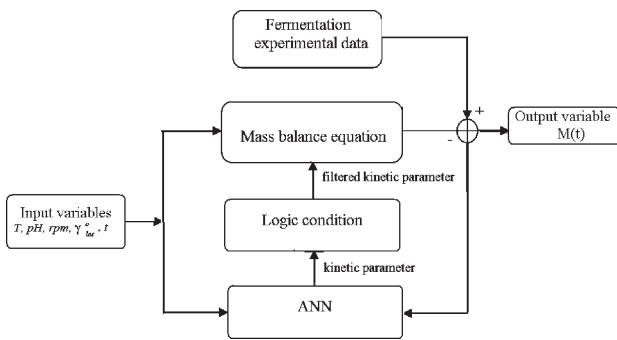 Fermentation
experimental data
+
Output variable
M(t)
Mass balance equation
-
filtered kinetic parameter
Input variables
T, pH, rpm, γ° lac , t
Logic condition
kinetic parameter
ANN